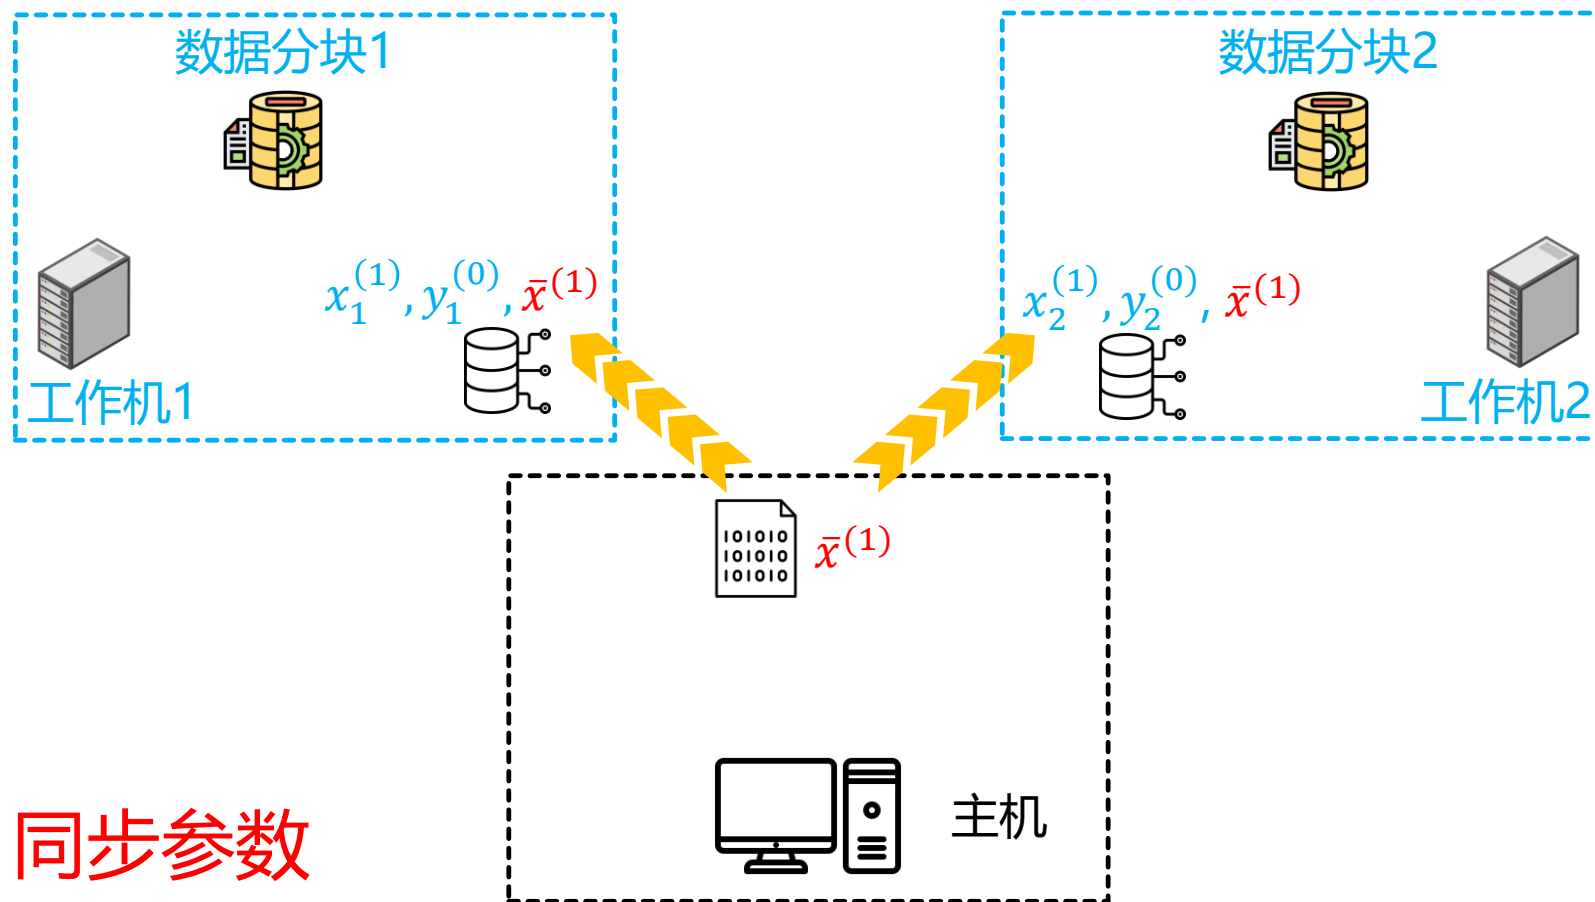 数据分块1
数据分块2
x_1^{(1)}, y_1^{(0)}, x̄^{(1)}
x_2^{(1)}, y_2^{(0)}, x̄^{(1)}
工作机1
工作机2
10101O
101010
101010
x̄^{(1)}
主机
同步参数